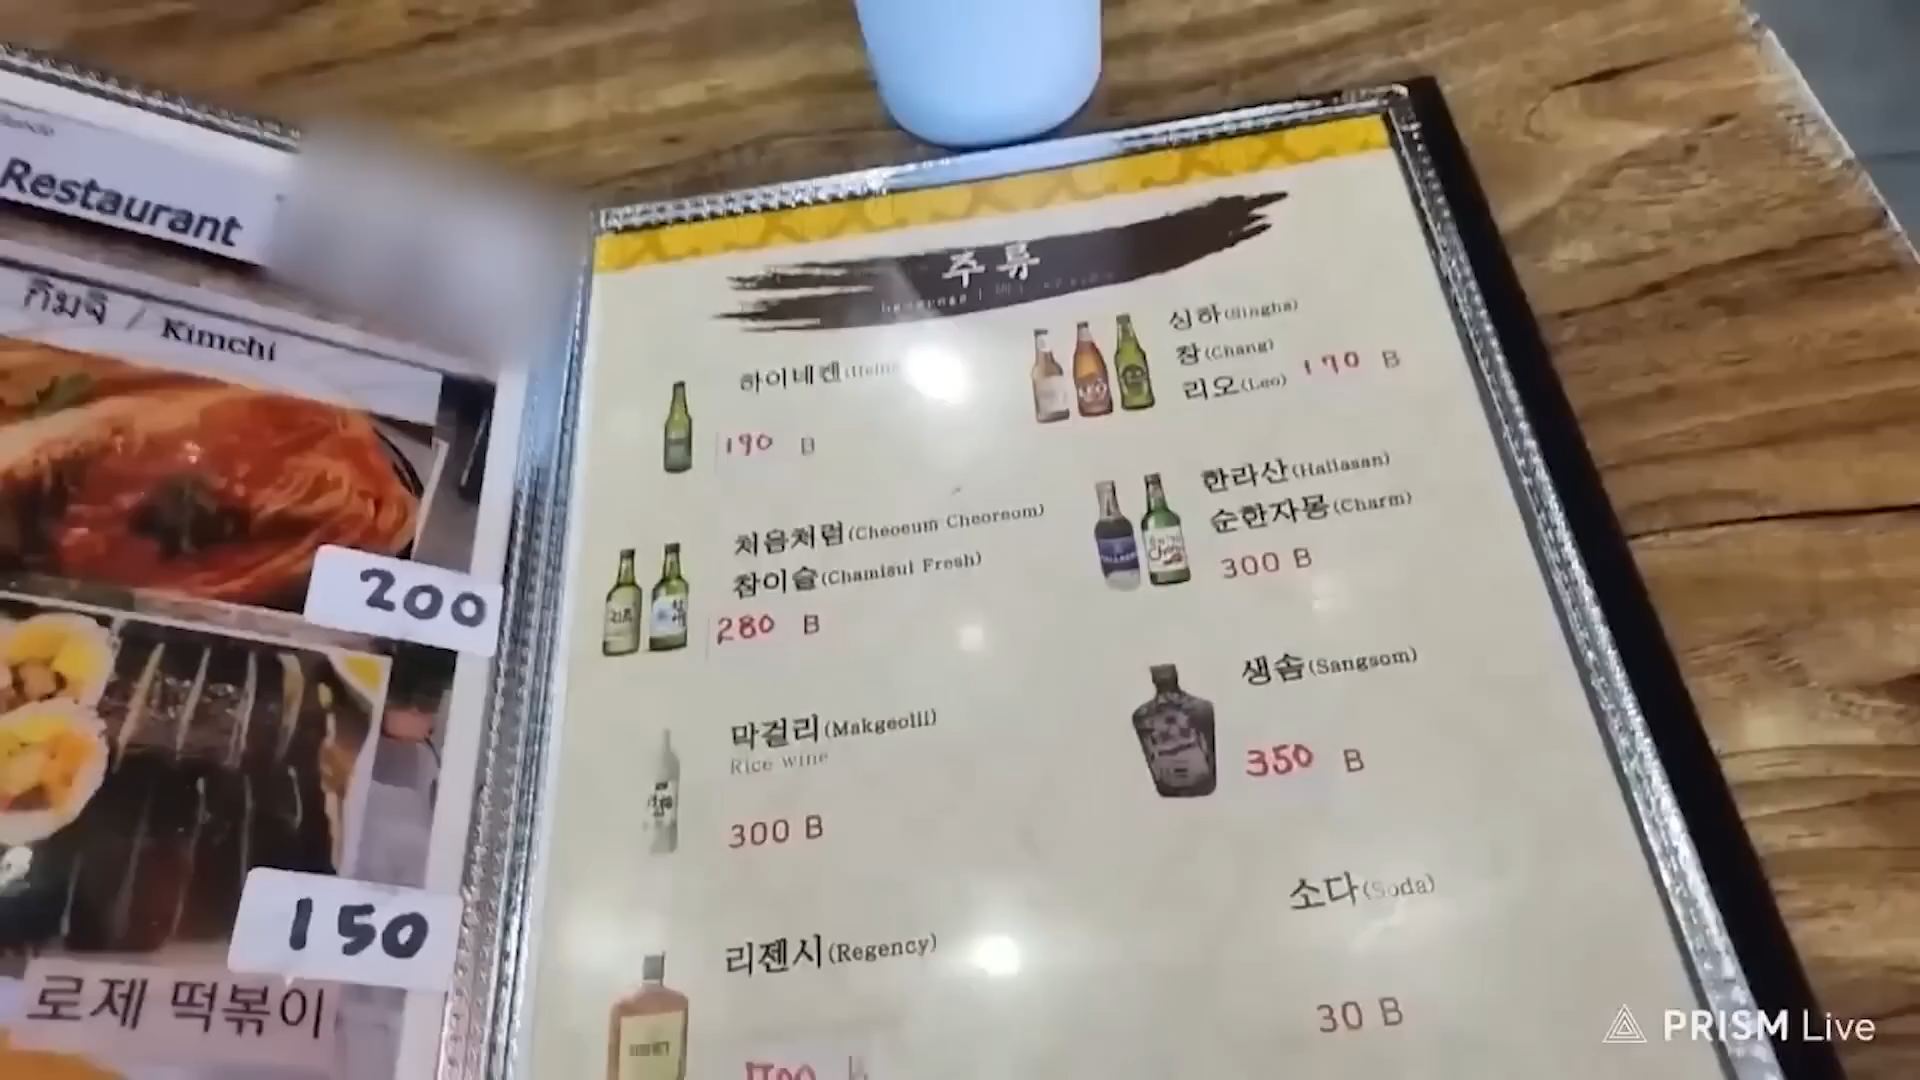 Restaurant
กิมจิ / Kimchi
200
150
로제 떡볶이
주류
하이네켄
190 B
싱하(Singha)
창(Chang)
리오(Leo)
170 B
처음처럼(Cheoeum Cheoreom)
참이슬(Chamisul Fresh)
280 B
한라산(Hallasan)
순한자몽(Charm)
300 B
막걸리(Makgeolli)
Rice wine
300 B
생솜(Sangsom)
350 B
리젠시(Regency)
소다(Soda)
30 B
PRISM Live